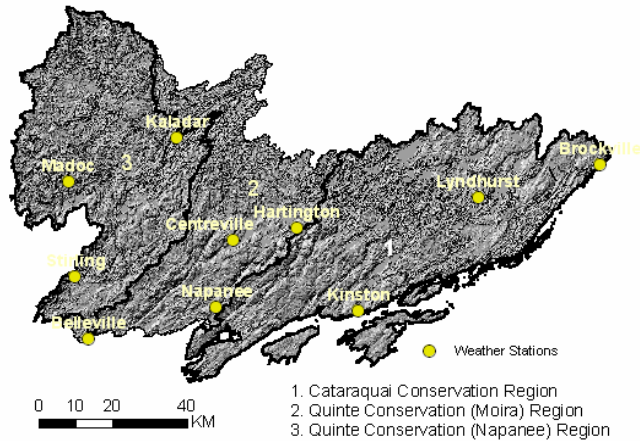 Kaladar
3
Madoc
Brockville
2
Lyndhurst
Hartington
Centreville
1
Stirling
Napanee
Kinston
Belleville
Weather Stations
0 10 20 40
KM
1. Cataraquai Conservation Region
2. Quinte Conservation (Moira) Region
3. Quinte Conservation (Napanee) Region